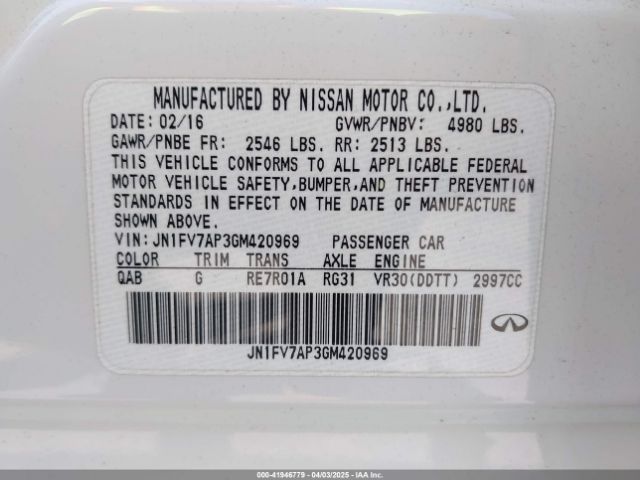 MANUFACTURED BY NISSAN MOTOR CO.,LTD.
DATE: 02/16 GVWR/PNBV: 4980 LBS.
GAWR/PNBE FR: 2546 LBS. RR: 2513 LBS.
THIS VEHICLE CONFORMS TO ALL APPLICABLE FEDERAL
MOTOR VEHICLE SAFETY,BUMPER,AND THEFT PREVENTION
STANDARDS IN EFFECT ON THE DATE OF MANUFACTURE
SHOWN ABOVE.
VIN: JN1FV7AP3GM420969 PASSENGER CAR
COLOR TRIM TRANS AXLE ENGINE
QAB G RE7R01A RG31 VR30(DDTT) 2997CC
JN1FV7AP3GM420969
000-41946779 - 04/03/2025 - IAAI.COM